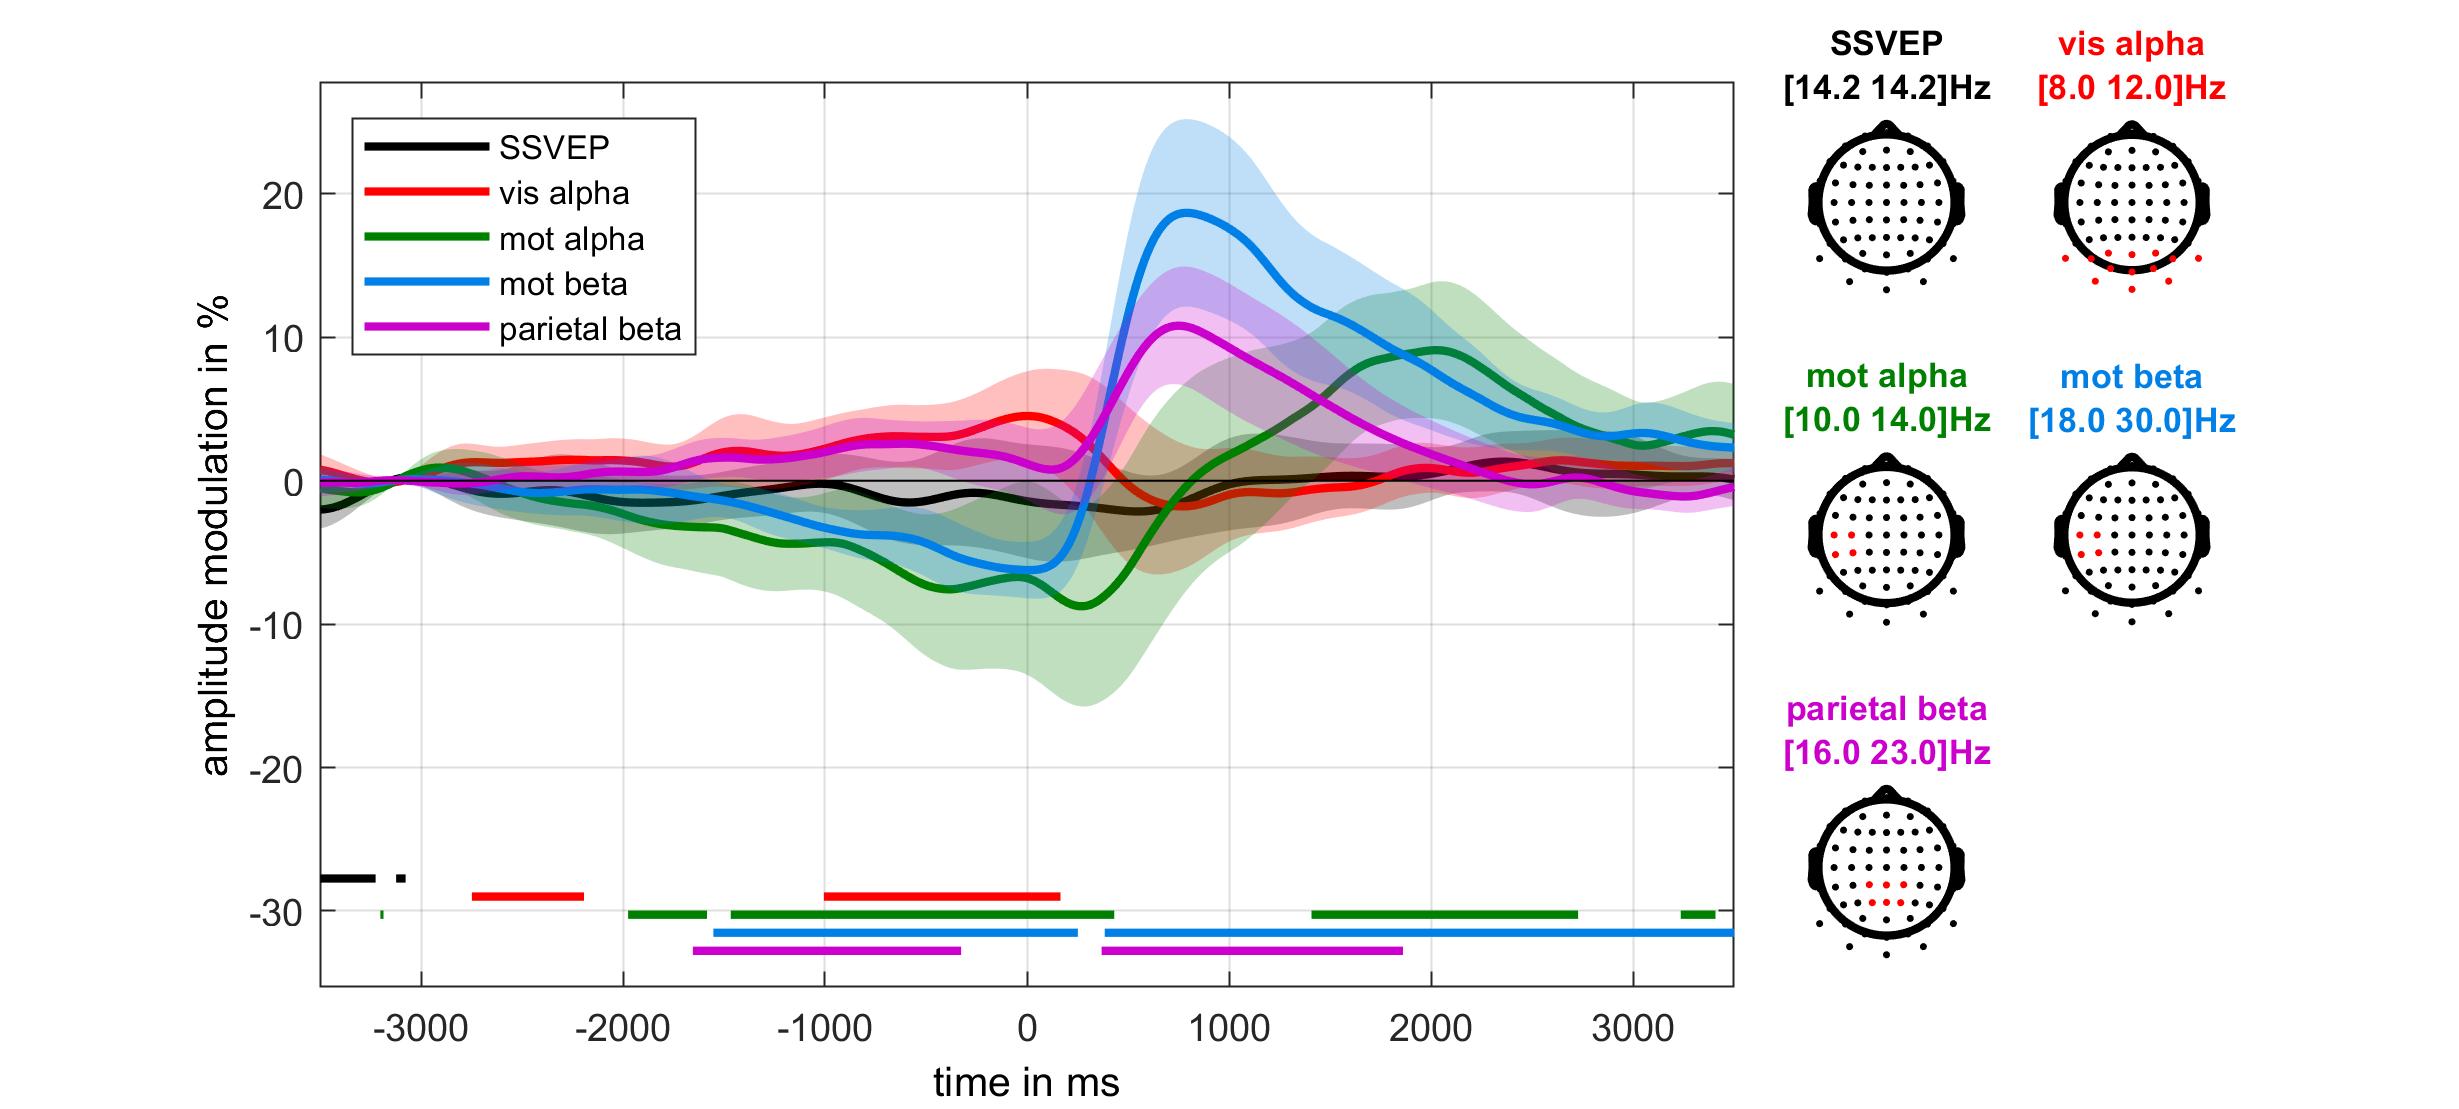 SSVEP
vis alpha
mot alpha
mot beta
parietal beta
20
10
0
-10
-20
-30
amplitude modulation in %
-3000
-2000
-1000
0
1000
2000
3000
time in ms
SSVEP
[14.2 14.2]Hz
vis alpha
[8.0 12.0]Hz
mot alpha
[10.0 14.0]Hz
mot beta
[18.0 30.0]Hz
parietal beta
[16.0 23.0]Hz